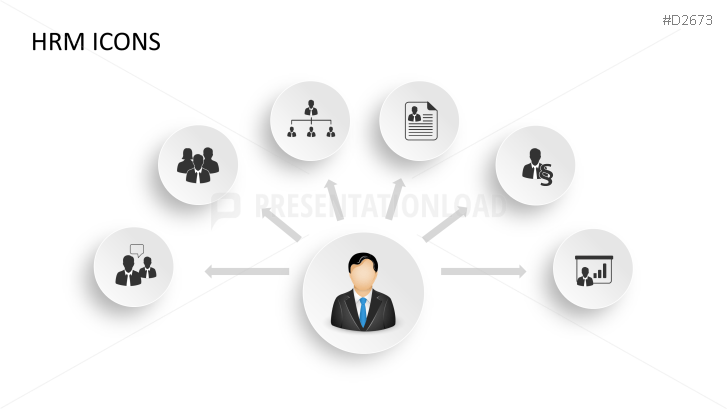 #D2673
HRM ICONS
PRESENTATIONLOAD
§